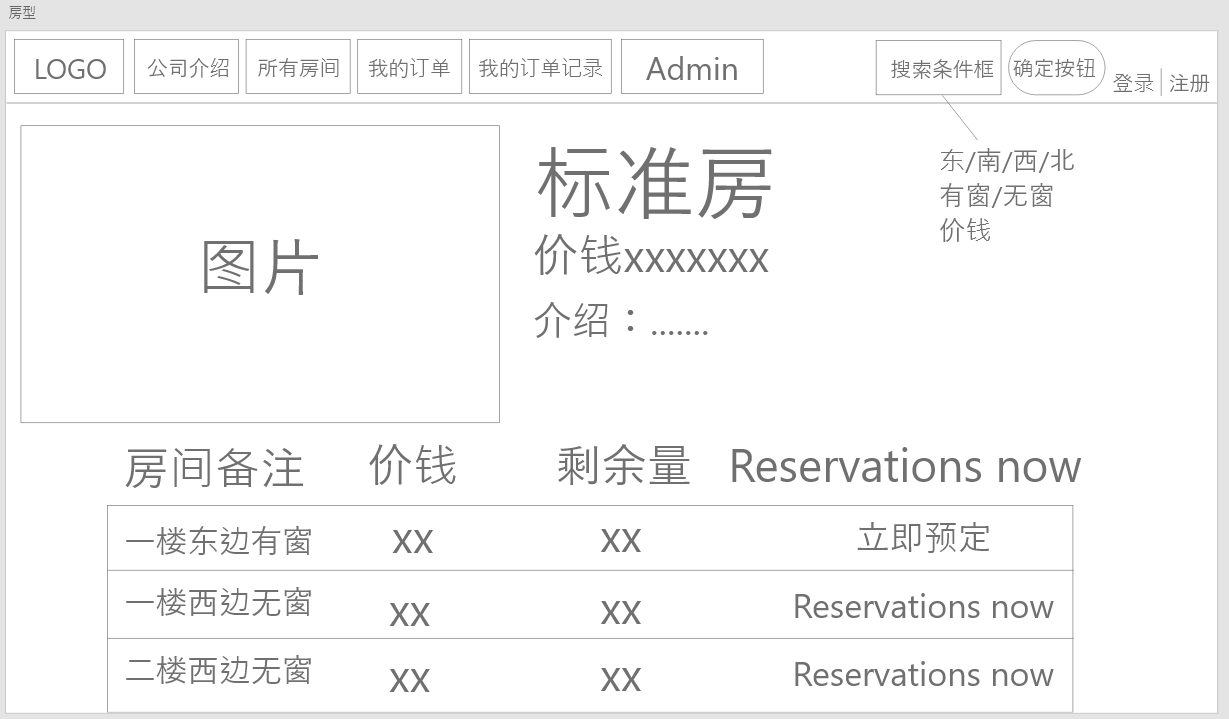 房型
LOGO 公司介绍 所有房间 我的订单 我的订单记录 Admin 搜索条件框 确定按钮 登录 注册
东/南/西/北
有窗/无窗
价钱
图片
标准房
价钱xxxxxxx
介绍：.......
房间备注 价钱 剩余量 Reservations now
一楼东边有窗 xx xx 立即预定
一楼西边无窗 xx xx Reservations now
二楼西边无窗 xx xx Reservations now